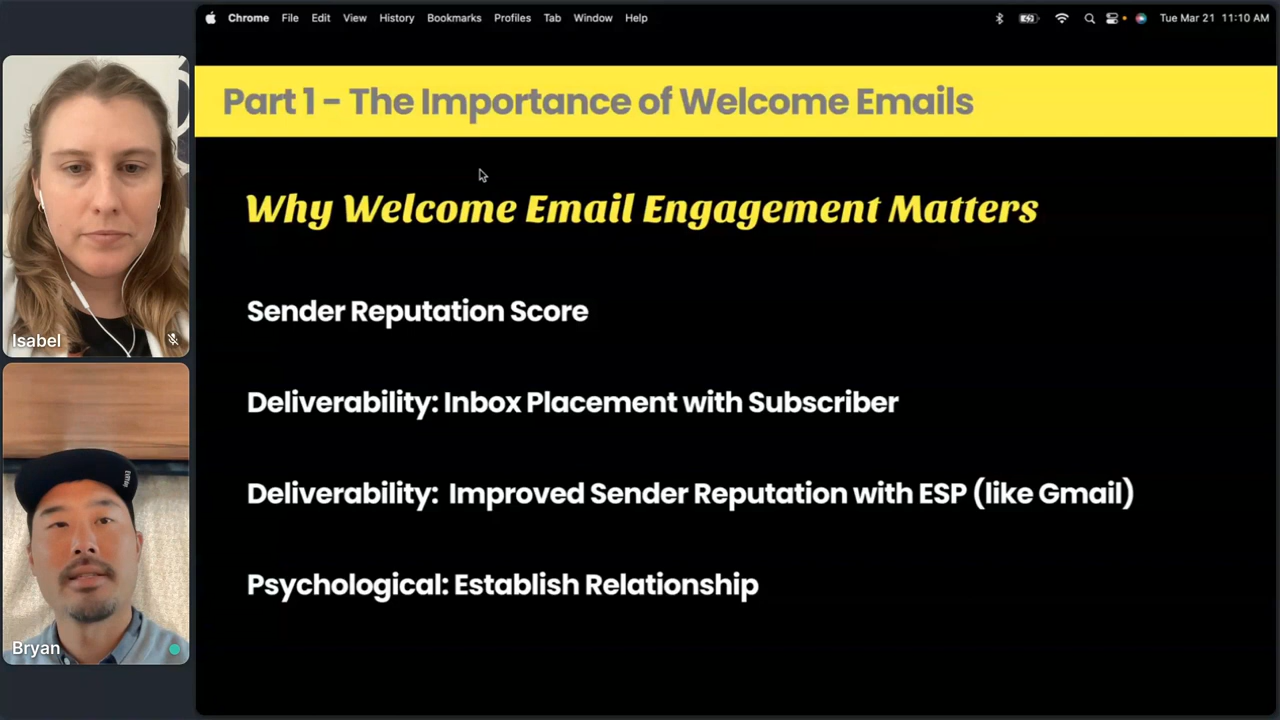 Chrome File Edit View History Bookmarks Profiles Tab Window Help Tue Mar 21 11:10 AM
Part 1 - The Importance of Welcome Emails
Why Welcome Email Engagement Matters
Sender Reputation Score
Deliverability: Inbox Placement with Subscriber
Deliverability: Improved Sender Reputation with ESP (like Gmail)
Psychological: Establish Relationship
Isabel
Bryan